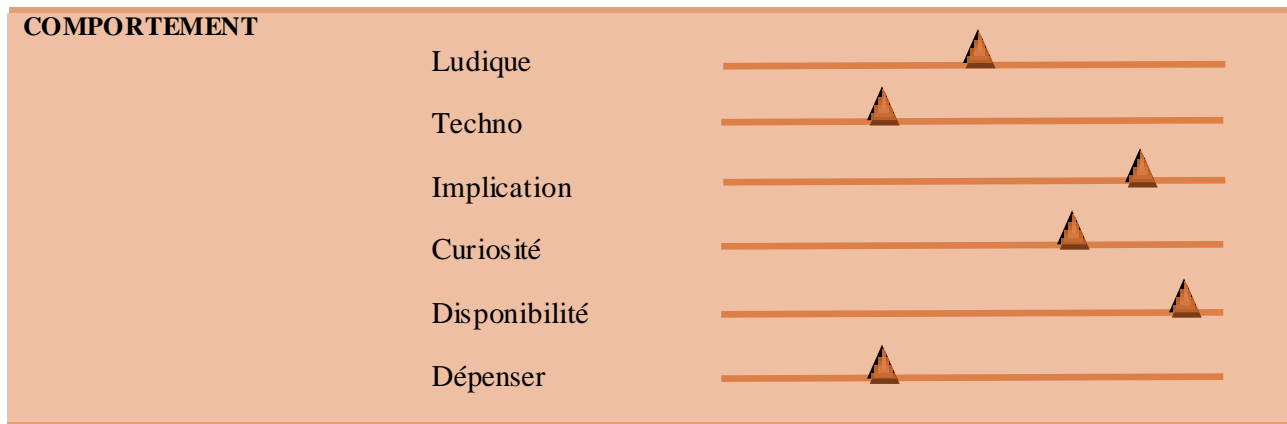 COMPORTEMENT
Ludique
Techno
Implication
Curiosité
Disponibilité
Dépenser